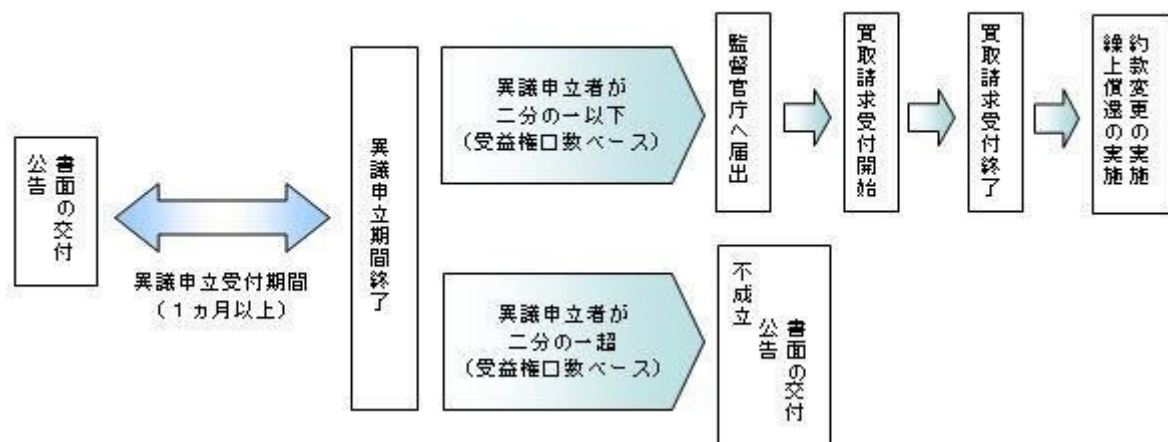 書面の交付
公告
異議申立受付期間
（１ヵ月以上）
異議申立期間終了
異議申立者が
二分の一以下
（受益権口数ベース）
監督官庁へ届出
買取請求受付開始
買取請求受付終了
約款変更の実施
繰上償還の実施
異議申立者が
二分の一超
（受益権口数ベース）
書面の交付
公告
不成立